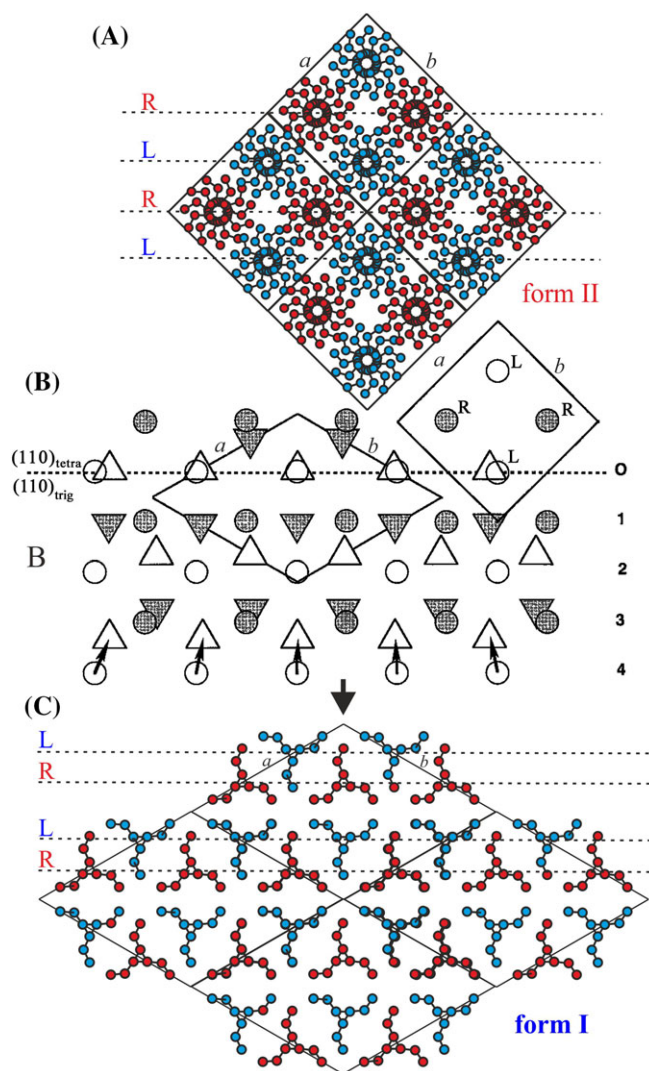 (A)
a b
R
L
R
L
form II
a b
(B)
L
R R
a b
(110)tetra
L
O
(110)trig
1
B
2
3
4
(C)
L
a b
R
L
R
form I